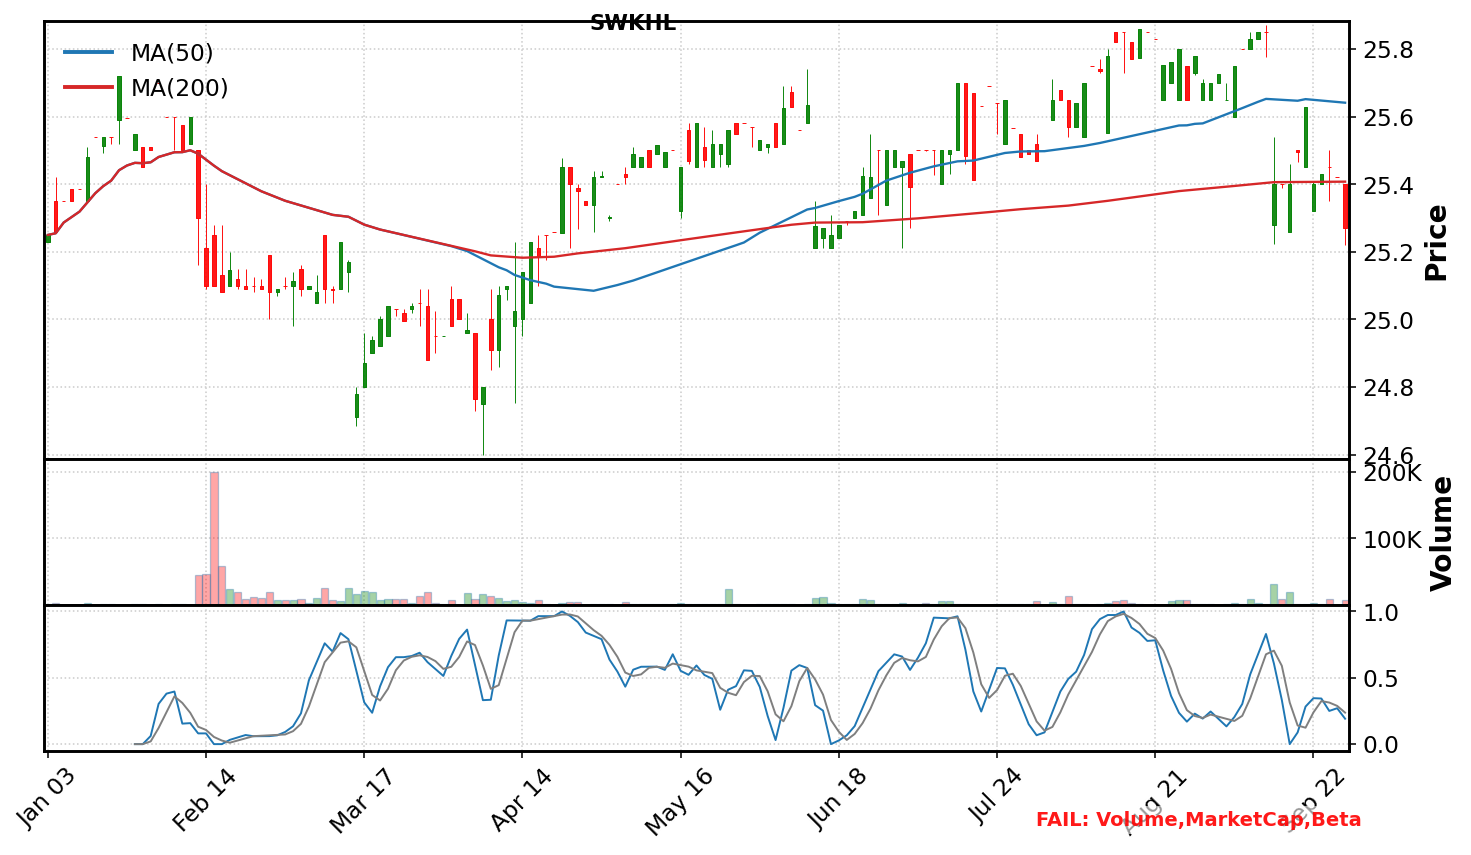 SWKHL
MA(50)
MA(200)
25.8
25.6
25.4
25.2
25.0
24.8
24.6
Price
200K
100K
Volume
1.0
0.5
0.0
Jan 03
Feb 14
Mar 17
Apr 14
May 16
Jun 18
Jul 24
Aug 21
Sep 22
FAIL: Volume,MarketCap,Beta